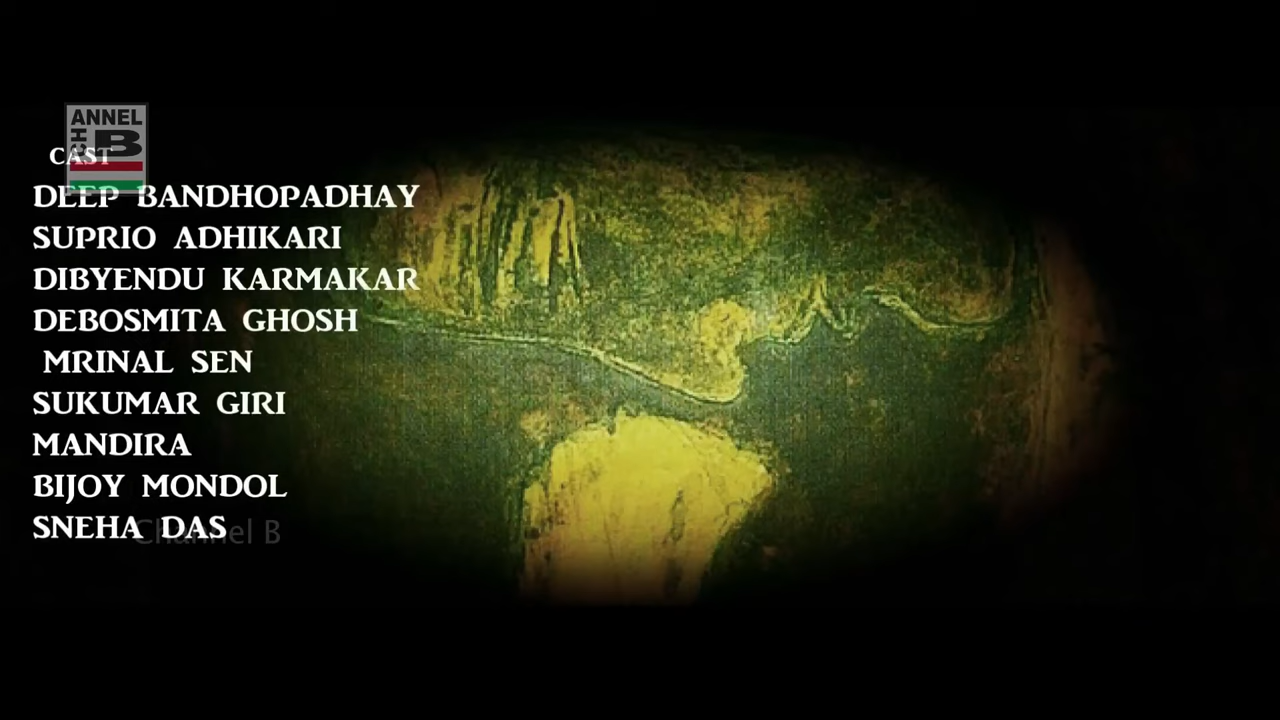 CHANNEL B
CAST
DEEP BANDHOPADHAY
SUPRIO ADHIKARI
DIBYENDU KARMAKAR
DEBOSMITA GHOSH
MRINAL SEN
SUKUMAR GIRI
MANDIRA
BIJOY MONDOL
SNEHA DAS
Channel B